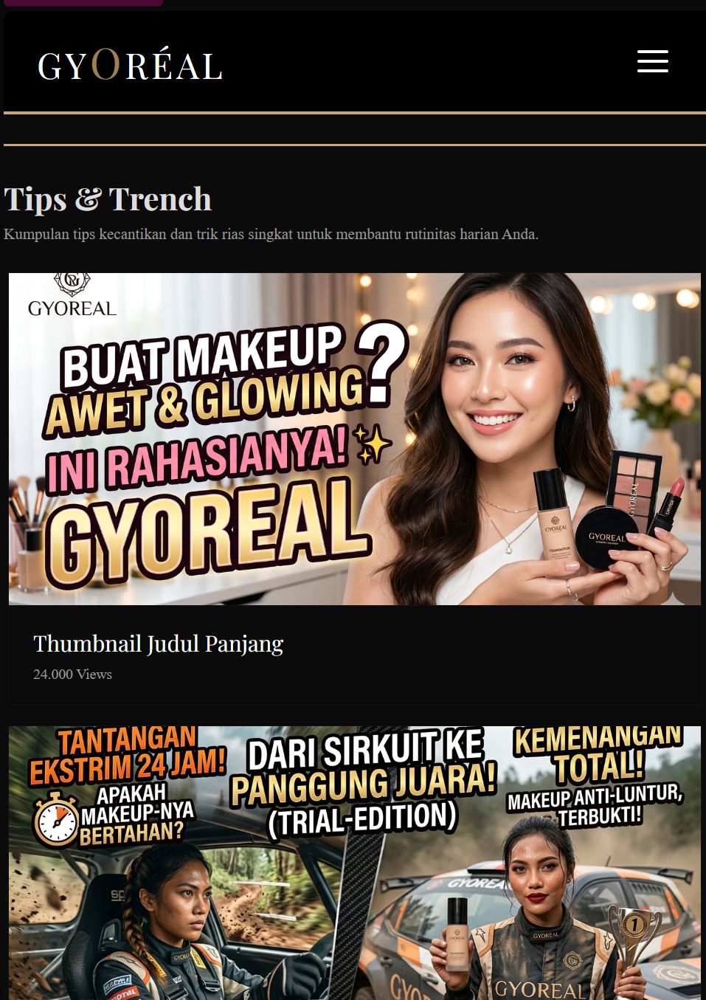 GYORÉAL
Tips & Trench
Kumpulan tips kecantikan dan trik rias singkat untuk membantu rutinitas harian Anda.
GYOREAL
BUAT MAKEUP
AWET & GLOWING?
INI RAHASIANYA!
GYOREAL
GYOREAL
FOUNDATION
GYOREAL
GYOREAL
Thumbnail Judul Panjang
24.000 Views
TANTANGAN
EKSTRIM 24 JAM!
APAKAH
MAKEUP-NYA
BERTAHAN?
DARI SIRKUIT KE
PANGGUNG JUARA!
(TRIAL-EDITION)
KEMENANGAN
TOTAL!
MAKEUP ANTI-LUNTUR,
TERBUKTI!
GYOREAL
GYOREAL
GYOREAL
1
GYOREAL